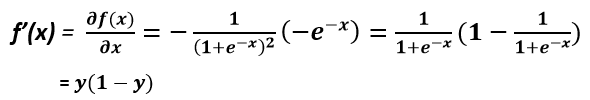 f'(x) = ∂f(x)/∂x = − 1/(1+e⁻ˣ)² (−e⁻ˣ) = 1/(1+e⁻ˣ) (1 − 1/(1+e⁻ˣ))
= y(1 − y)